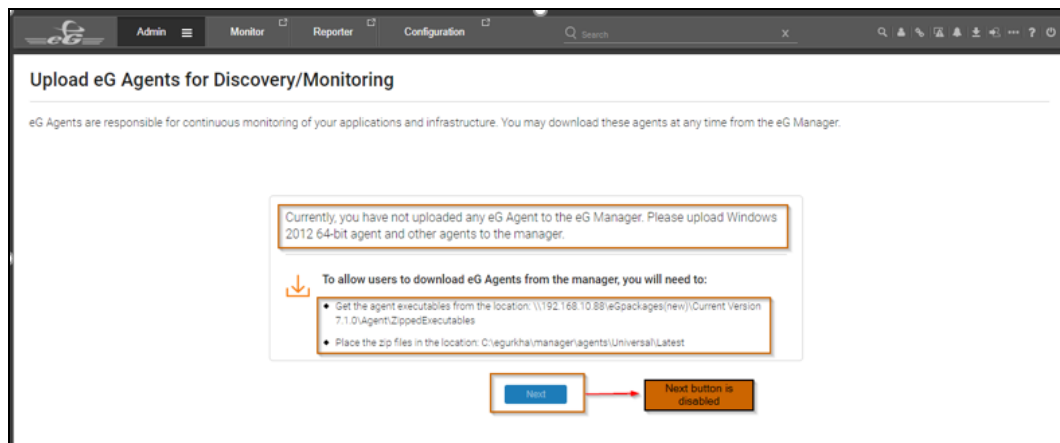 eG Admin Monitor Reporter Configuration Search X
Upload eG Agents for Discovery/Monitoring
eG Agents are responsible for continuous monitoring of your applications and infrastructure. You may download these agents at any time from the eG Manager.
Currently, you have not uploaded any eG Agent to the eG Manager. Please upload Windows
2012 64-bit agent and other agents to the manager.
To allow users to download eG Agents from the manager, you will need to:
Get the agent executables from the location: \\192.168.10.88\eGpackages(new)\Current Version
7.1.0\Agent\ZippedExecutables
Place the zip files in the location: C:\egurkha\manager\agents\Universal\Latest
Next
Next button is
disabled